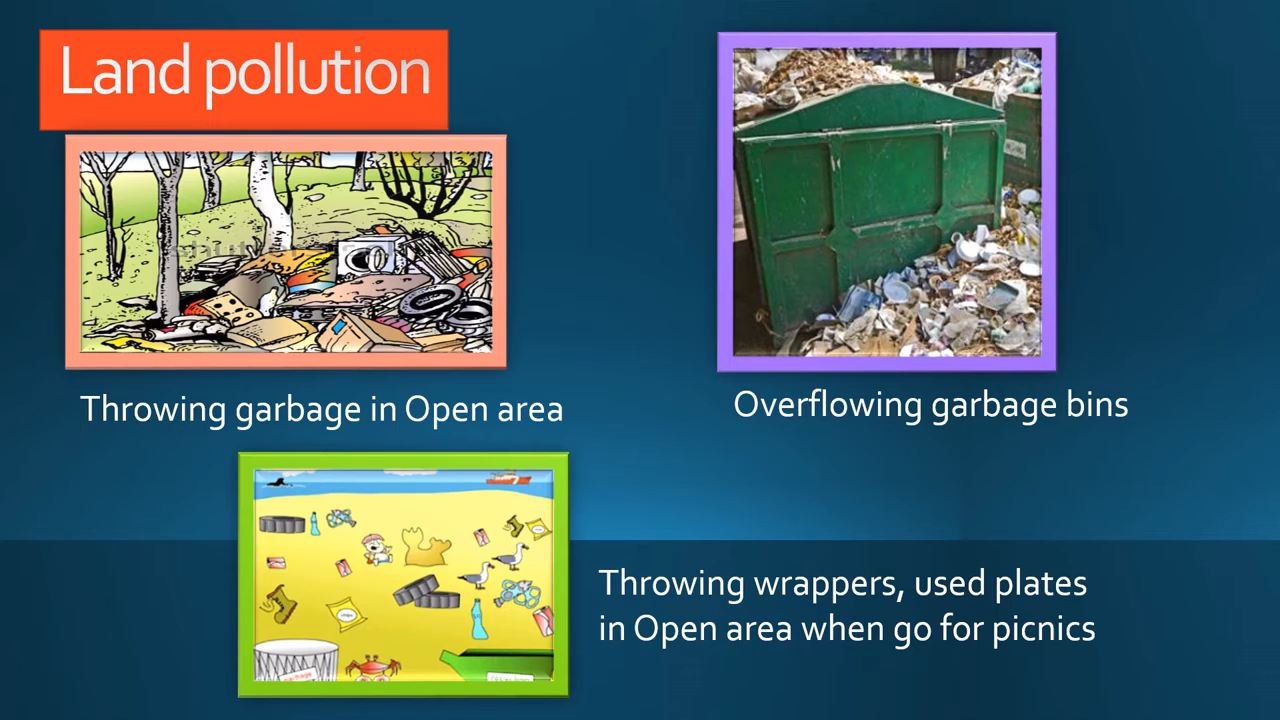 Land pollution
Throwing garbage in Open area
Overflowing garbage bins
Throwing wrappers, used plates
in Open area when go for picnics
garbage